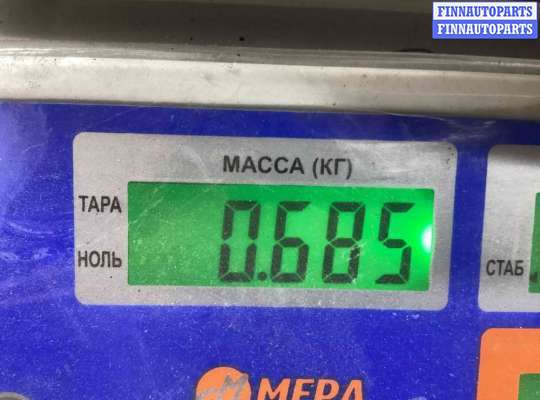 FINNAUTOPARTS
FINNAUTOPARTS
МАССА (КГ)
ТАРА
0.685
НОЛЬ
СТАБ
МЕРА